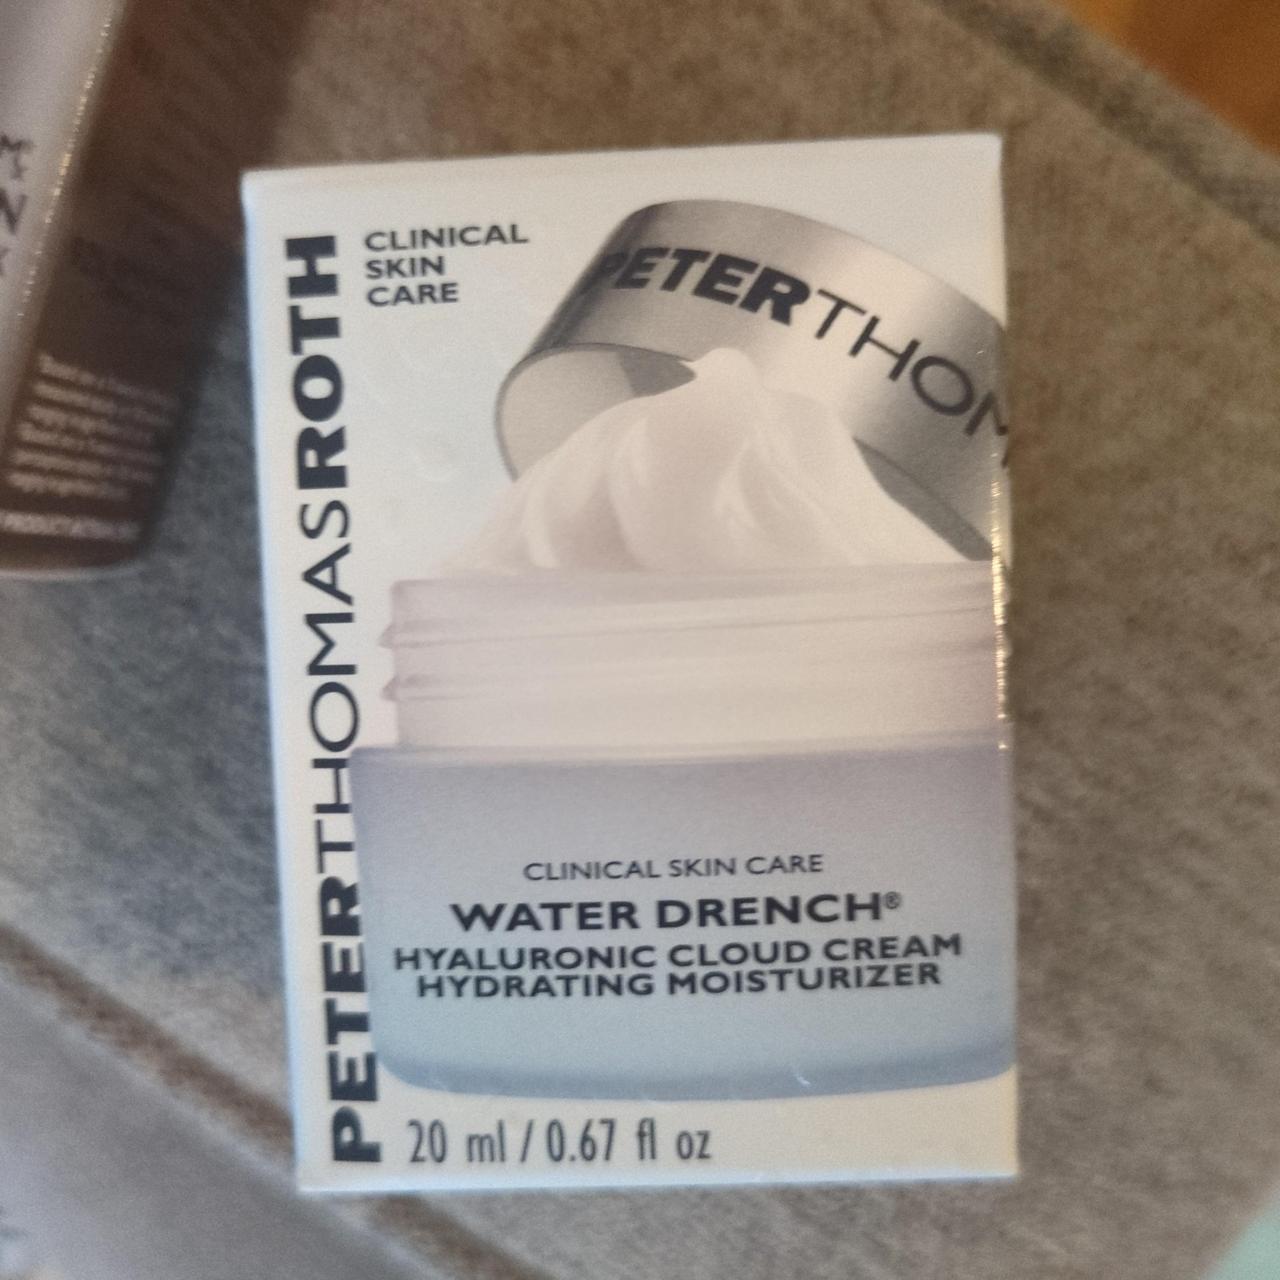 PETERTHOMASROTH
CLINICAL
SKIN
CARE
PETERTHOM
CLINICAL SKIN CARE
WATER DRENCH®
HYALURONIC CLOUD CREAM
HYDRATING MOISTURIZER
20 ml / 0.67 fl oz